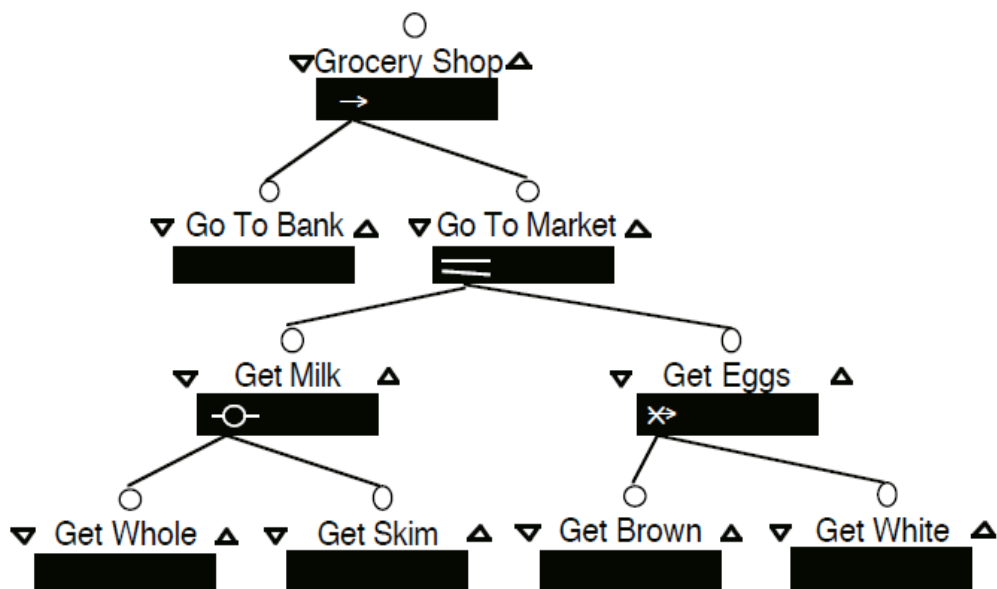 Grocery Shop
Go To Bank Go To Market
Get Milk Get Eggs
Get Whole Get Skim Get Brown Get White